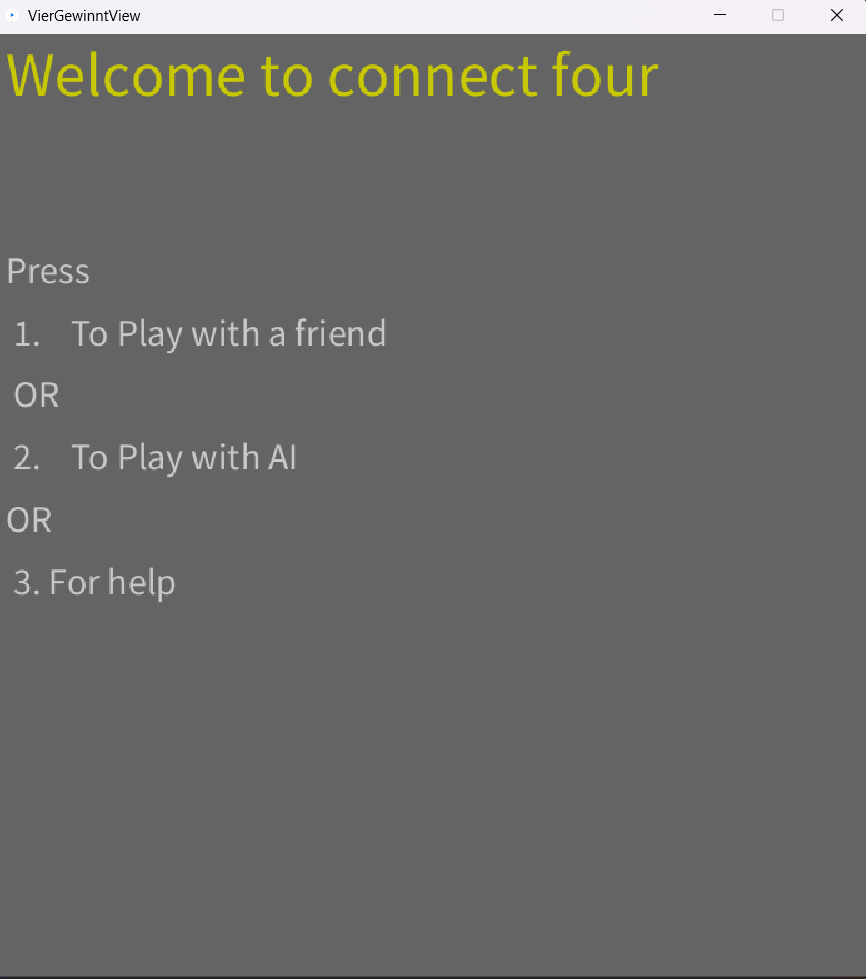 VierGewinntView
Welcome to connect four
Press
1. To Play with a friend
OR
2. To Play with AI
OR
3. For help